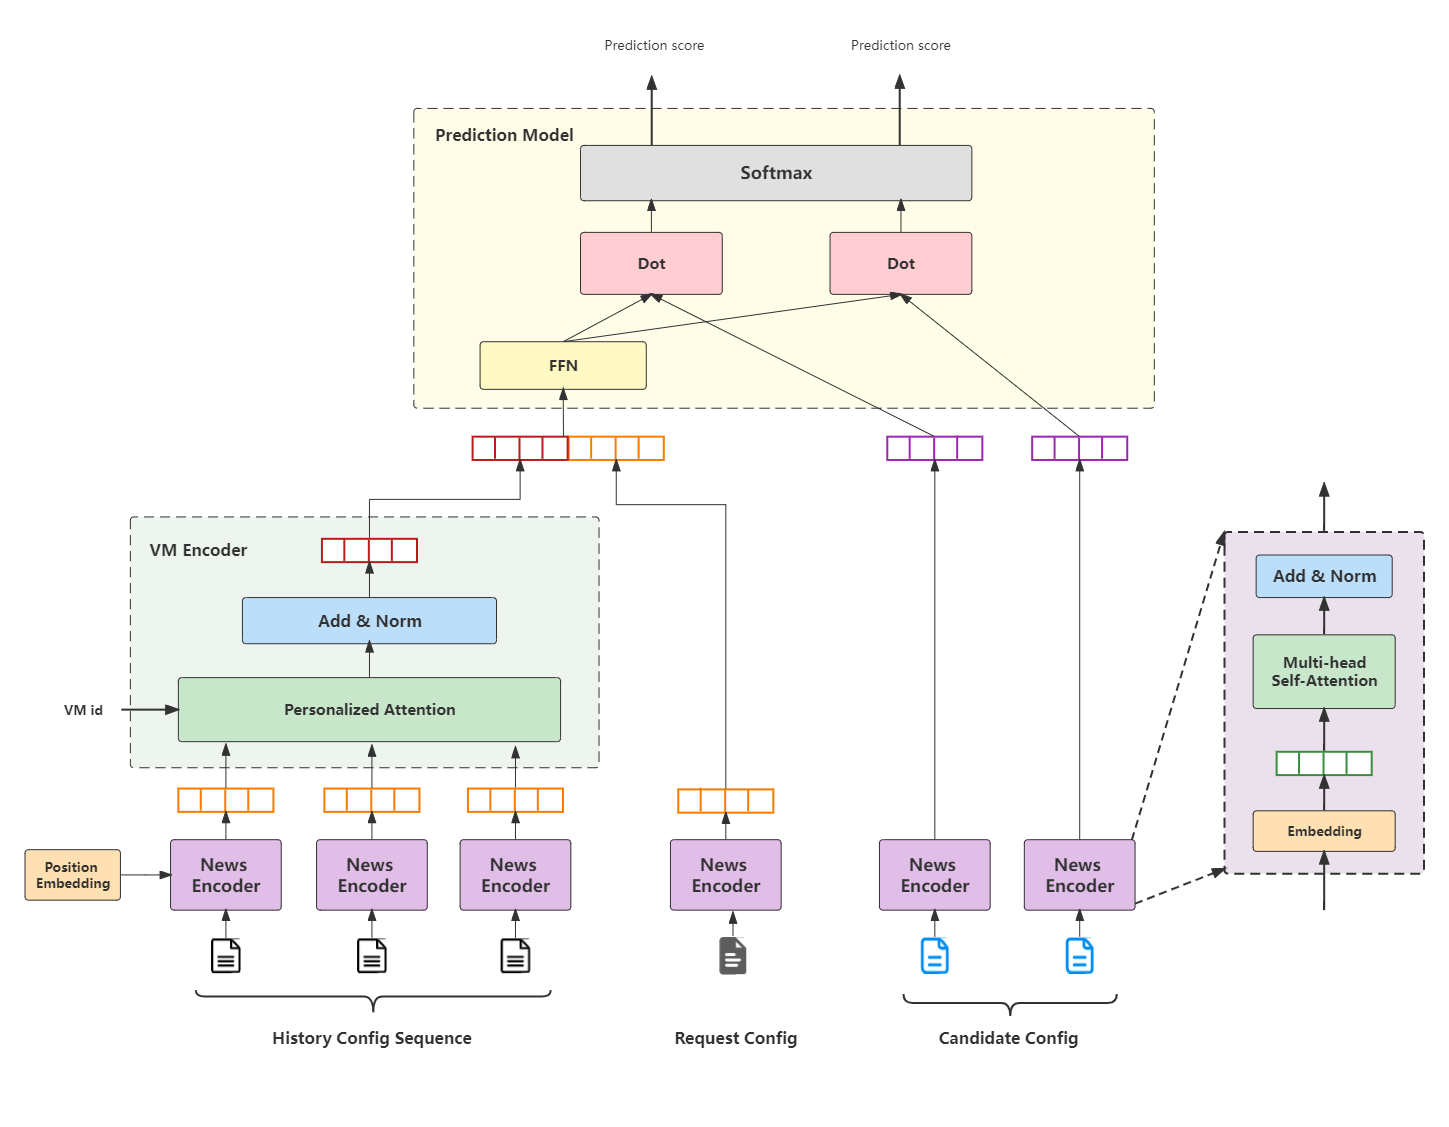 Prediction score
Prediction score
Prediction Model
Softmax
Dot
Dot
FFN
VM Encoder
Add & Norm
Personalized Attention
VM id
Add & Norm
Multi-head
Self-Attention
Embedding
Position
Embedding
News
Encoder
News
Encoder
News
Encoder
News
Encoder
News
Encoder
News
Encoder
History Config Sequence
Request Config
Candidate Config